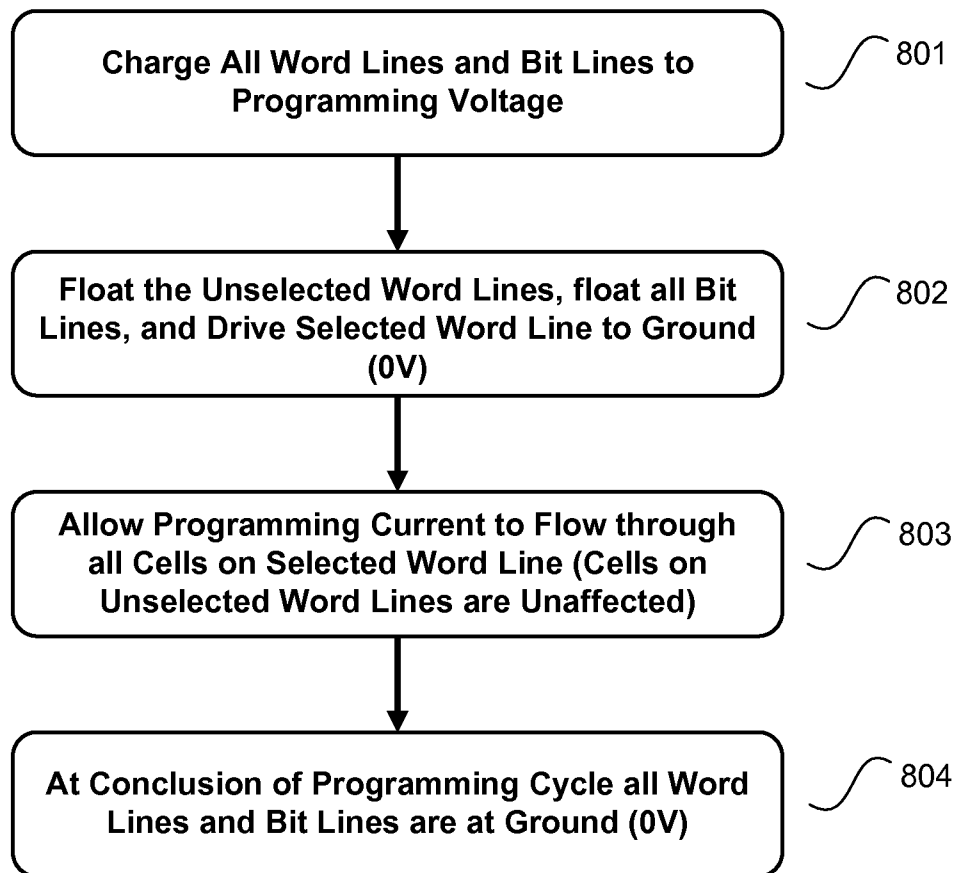 Charge All Word Lines and Bit Lines to
Programming Voltage
801
Float the Unselected Word Lines, float all Bit
Lines, and Drive Selected Word Line to Ground
(0V)
802
Allow Programming Current to Flow through
all Cells on Selected Word Line (Cells on
Unselected Word Lines are Unaffected)
803
At Conclusion of Programming Cycle all Word
Lines and Bit Lines are at Ground (0V)
804